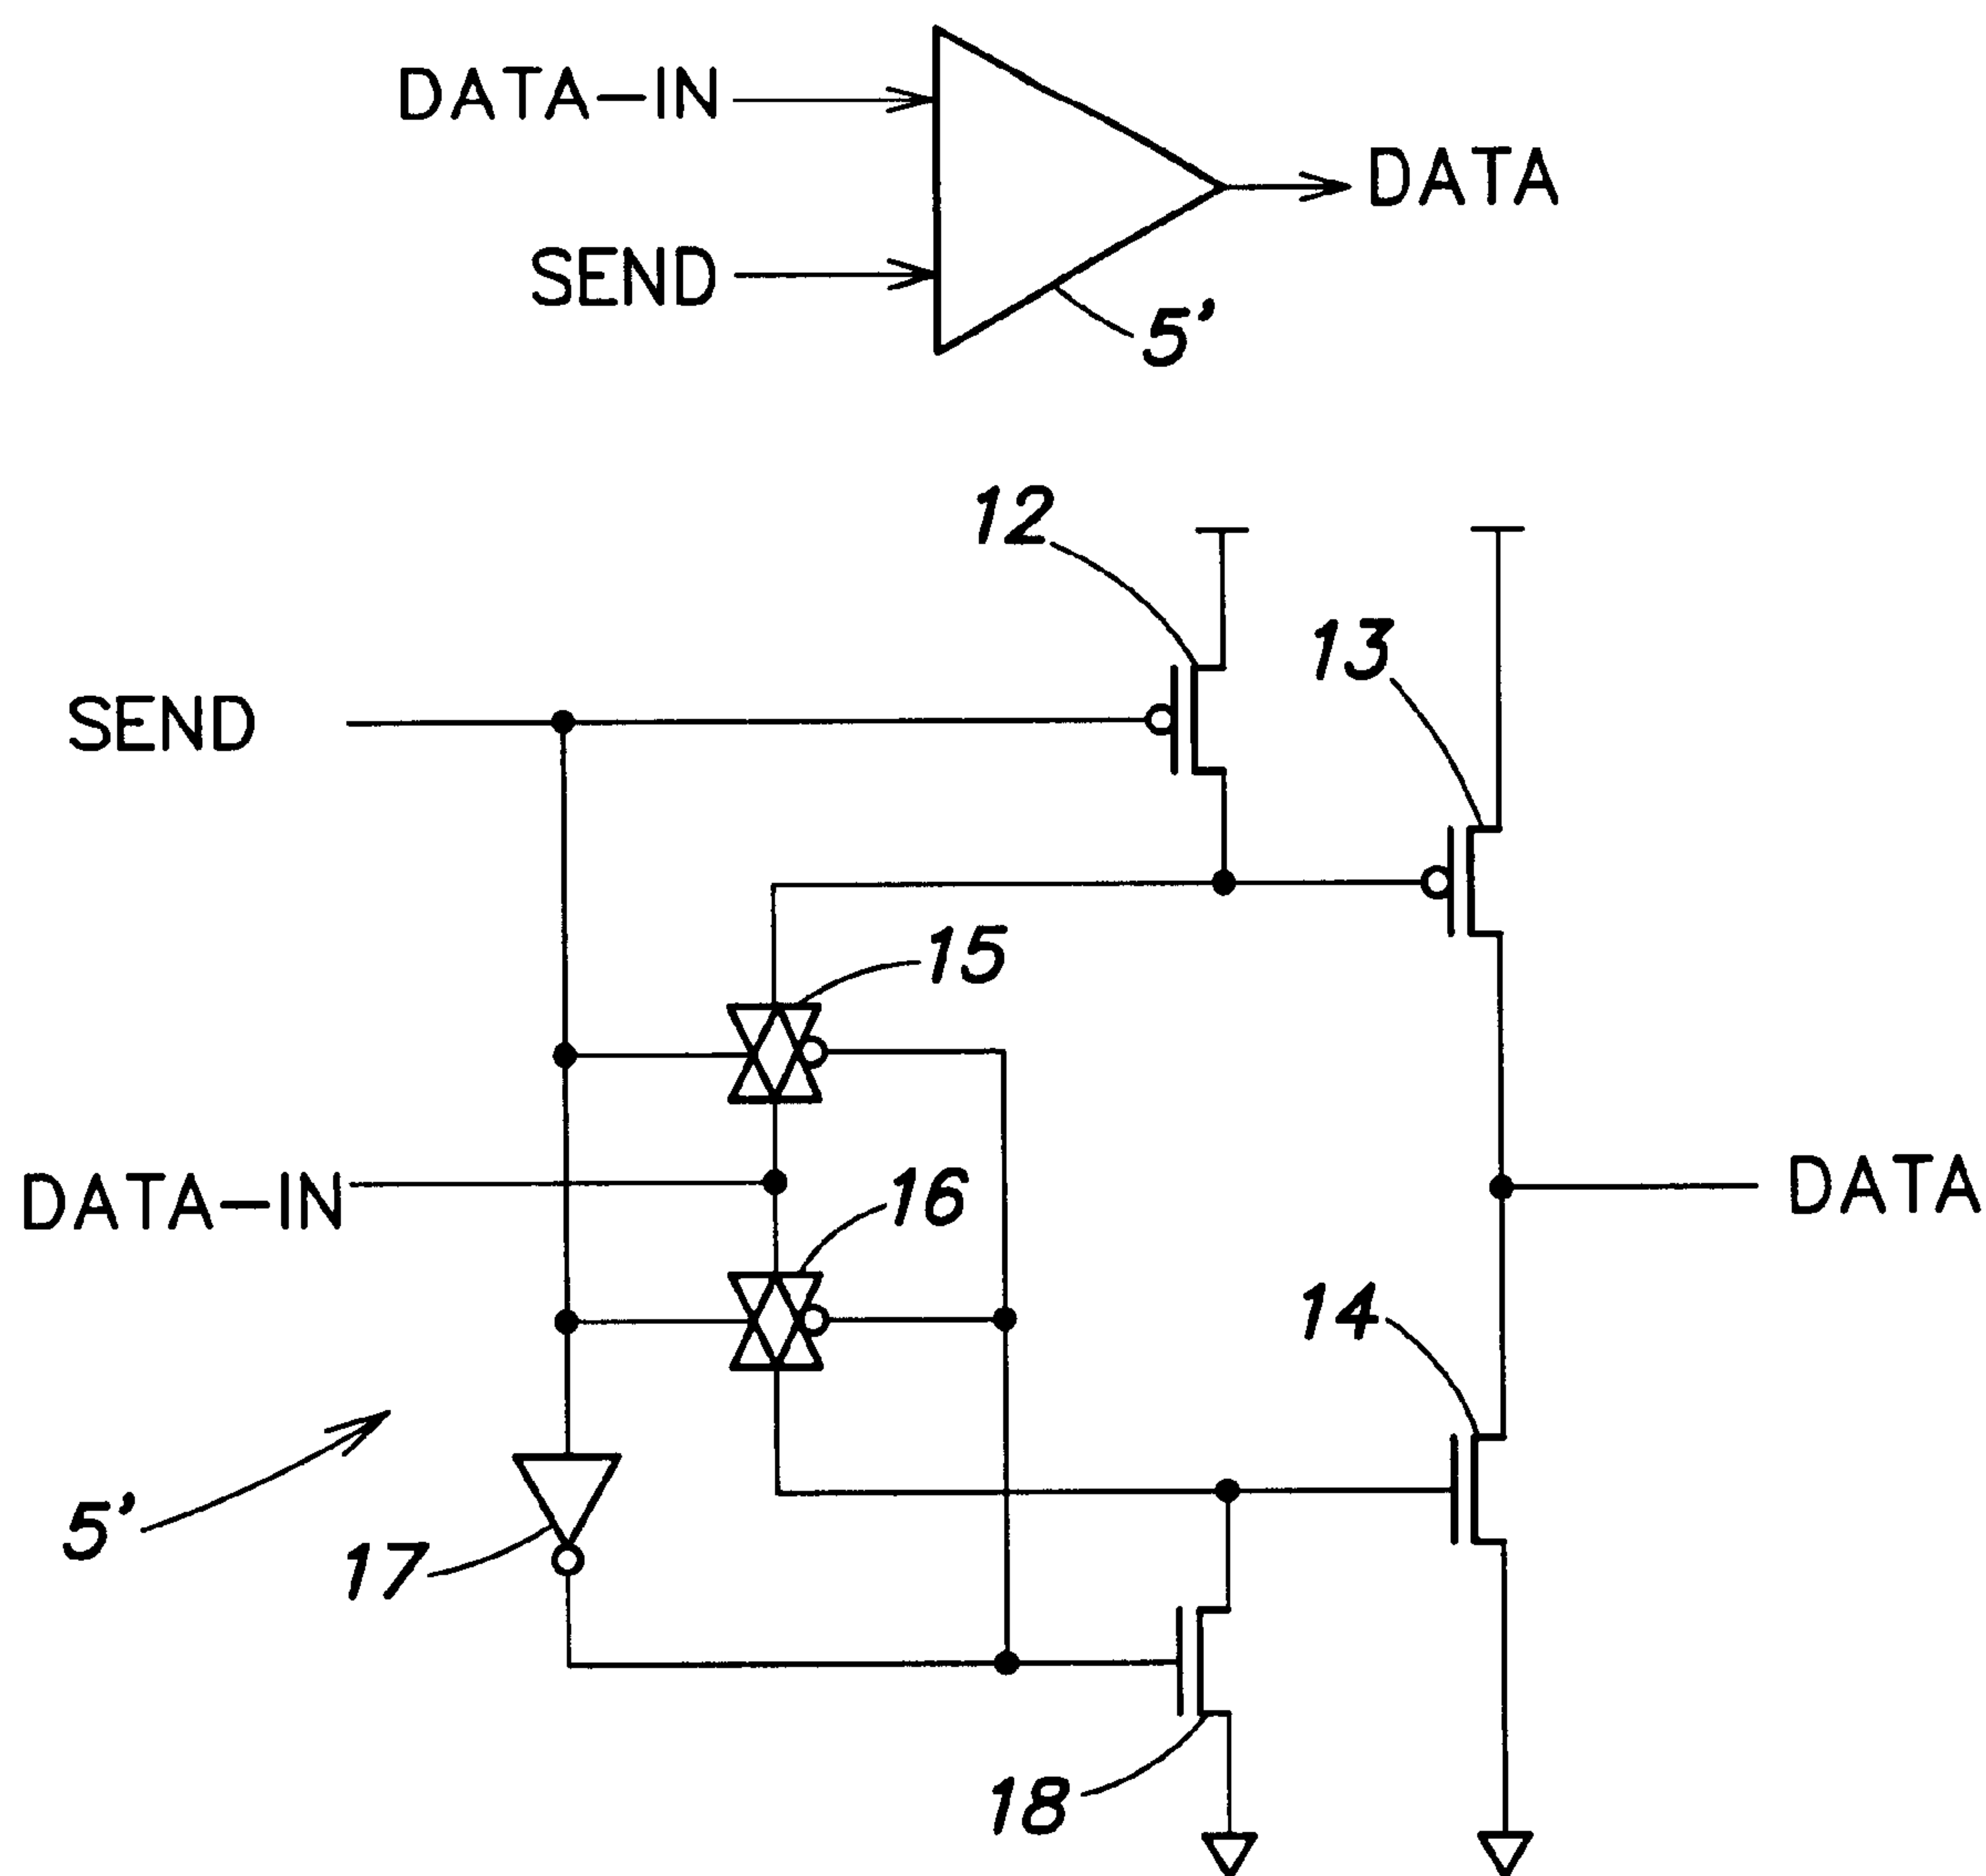 DATA-IN
DATA
SEND
5'
12
13
SEND
15
DATA-IN
16
DATA
14
5'
17
18